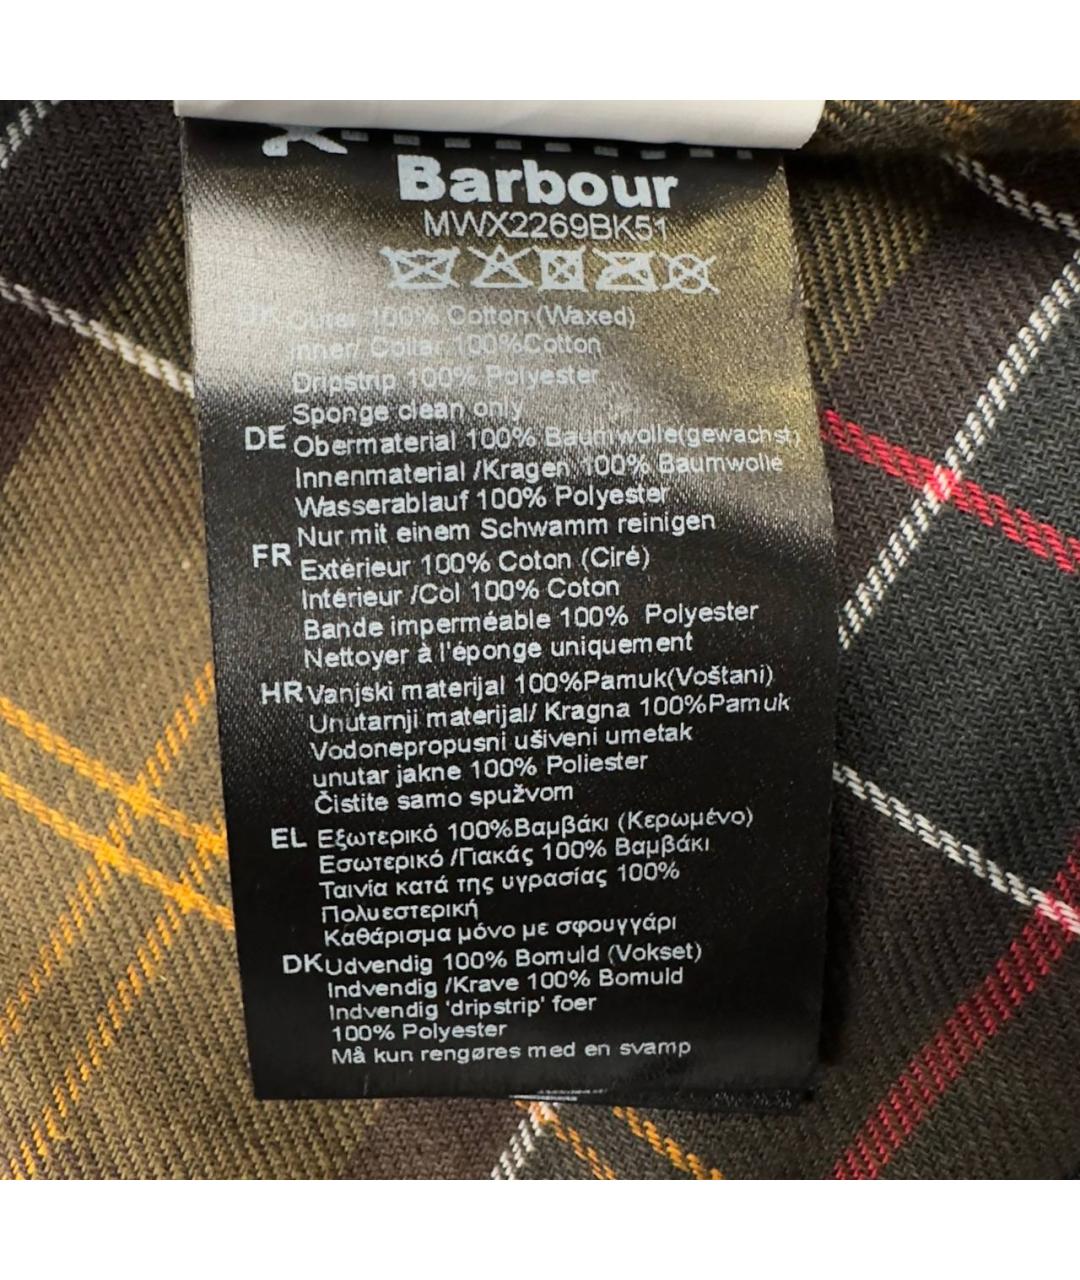 Barbour
MWX2269BK51
Outer 100% Cotton (Waxed)
Inner/ Collar 100%Cotton
Dripstrip 100% Polyester
Sponge clean only
DE Obermaterial 100% Baumwolle(gewachst)
Innenmaterial /Kragen 100% Baumwolle
Wasserablauf 100% Polyester
Nur mit einem Schwamm reinigen
FR Extérieur 100% Coton (Ciré)
Intérieur /Col 100% Coton
Bande imperméable 100% Polyester
Nettoyer à l'éponge uniquement
HR Vanjski materijal 100%Pamuk(Voštani)
Unutarnji materijal/ Kragna 100%Pamuk
Vodonepropusni ušiveni umetak
unutar jakne 100% Poliester
Čistite samo spužvom
EL Εξωτερικό 100%Βαμβάκι (Κερωμένο)
Εσωτερικό /Γιακάς 100% Βαμβάκι
Ταινία κατά της υγρασίας 100%
Πολυεστερική
Καθάρισμα μόνο με σφουγγάρι
DK Udvendig 100% Bomuld (Vokset)
Indvendig /Krave 100% Bomuld
Indvendig 'dripstrip' foer
100% Polyester
Må kun rengøres med en svamp